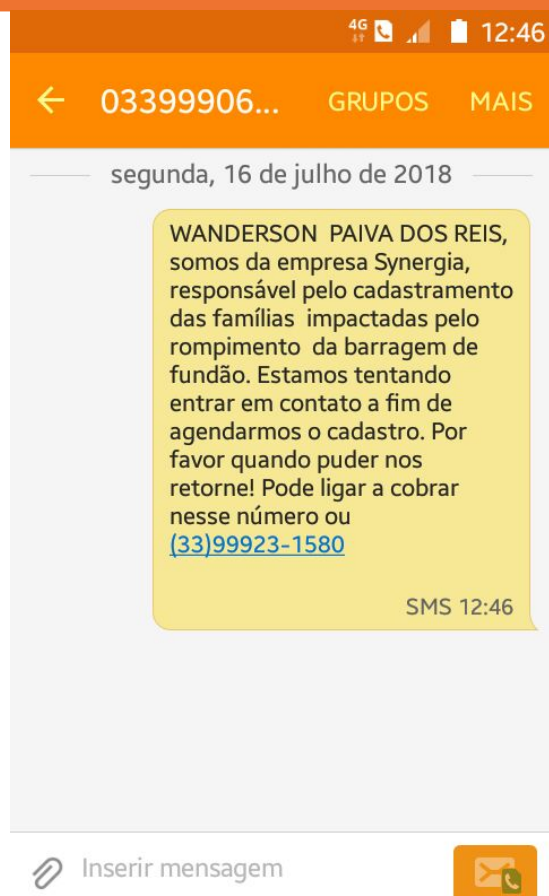 4G 12:46
03399906... GRUPOS MAIS
segunda, 16 de julho de 2018
WANDERSON PAIVA DOS REIS,
somos da empresa Synergia,
responsável pelo cadastramento
das famílias impactadas pelo
rompimento da barragem de
fundão. Estamos tentando
entrar em contato a fim de
agendarmos o cadastro. Por
favor quando puder nos
retorne! Pode ligar a cobrar
nesse número ou
(33)99923-1580
SMS 12:46
Inserir mensagem